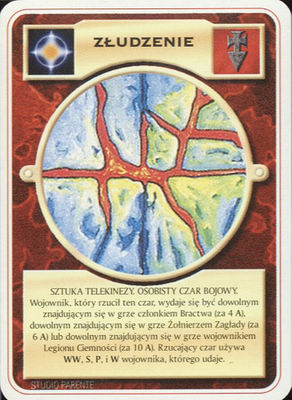 ZŁUDZENIE
SZTUKA TELEKINEZY. OSOBISTY CZAR BOJOWY.
Wojownik, który rzucił ten czar, wydaje się być dowolnym
znajdującym się w grze członkiem Bractwa (za 4 A),
dowolnym znajdującym się w grze Żołnierzem Zagłady (za
6 A) lub dowolnym znajdującym się w grze wojownikiem
Legionu Ciemności (za 10 A). Rzucający czar używa
WW, S, P, i W wojownika, którego udaje.
STUDIO PARENTE